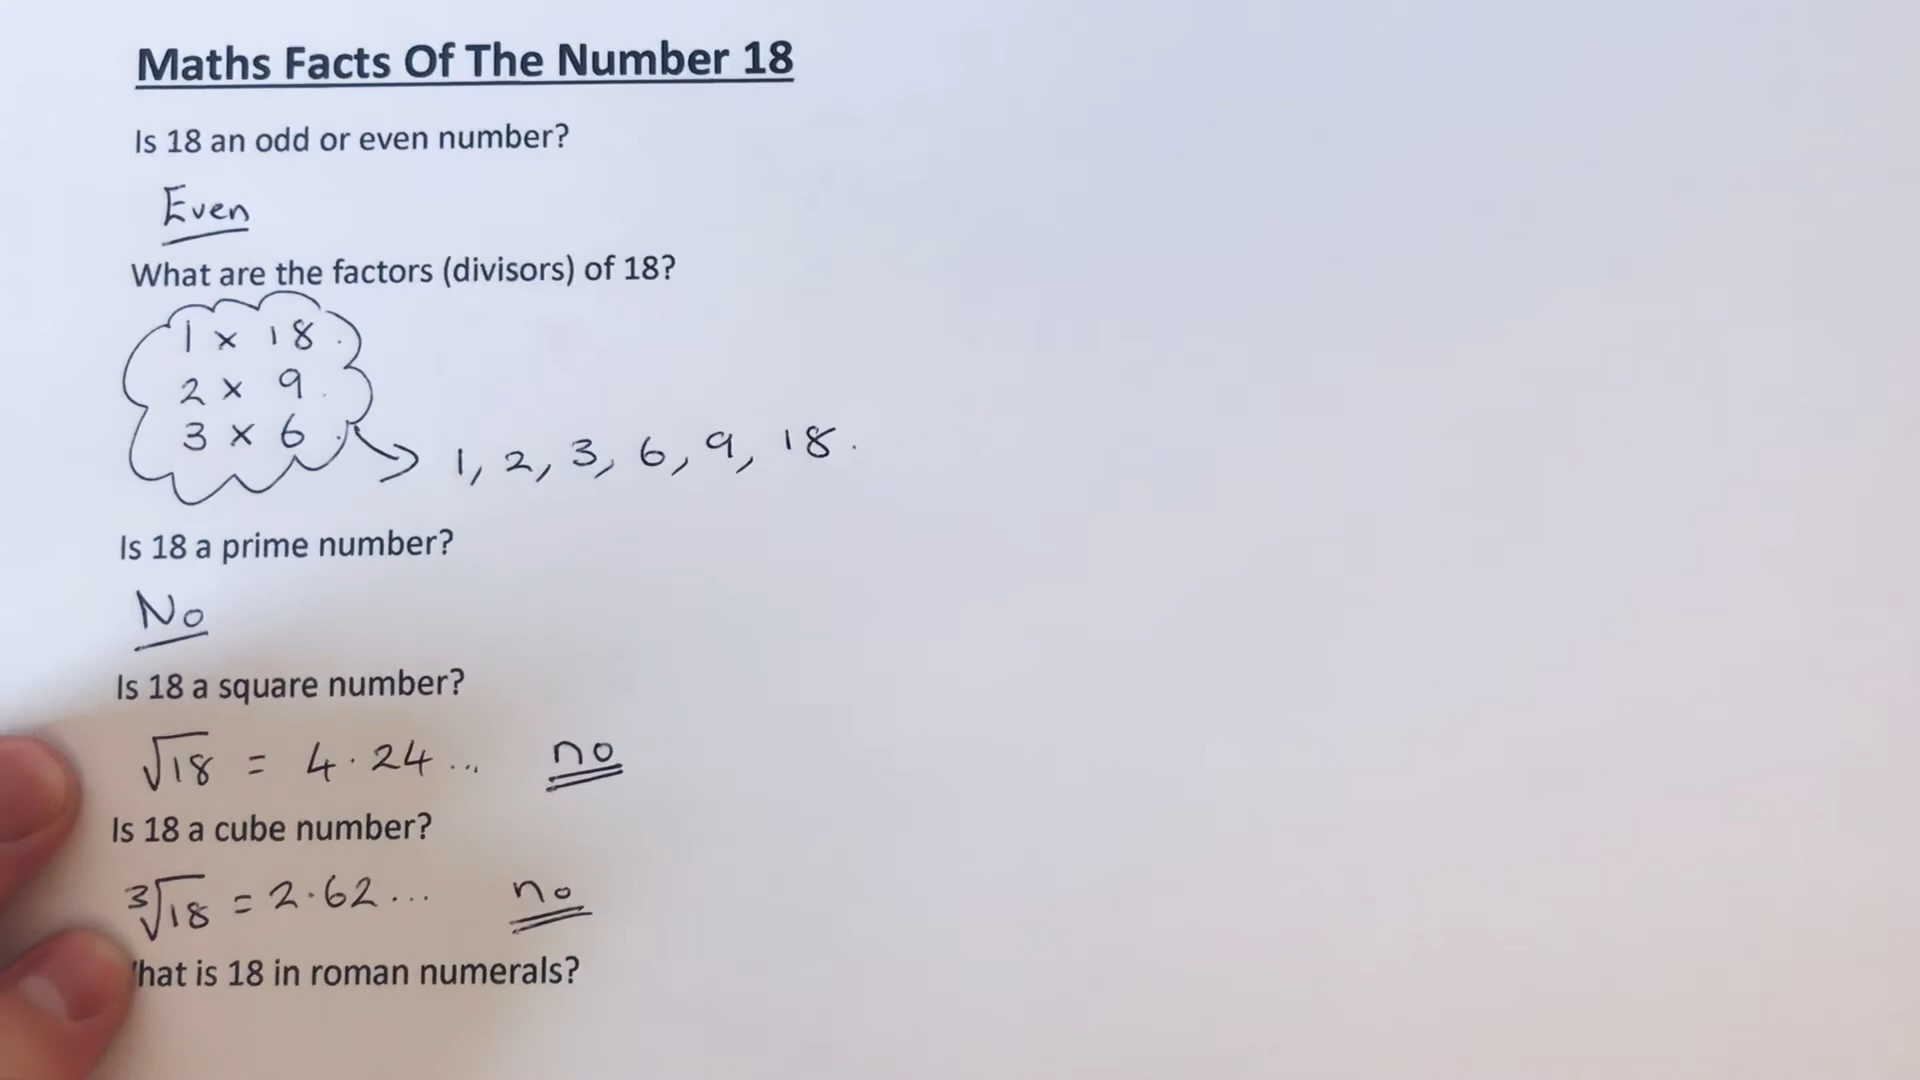 Maths Facts Of The Number 18
Is 18 an odd or even number?
Even
What are the factors (divisors) of 18?
1 x 18
2 x 9
3 x 6
1, 2, 3, 6, 9, 18.
Is 18 a prime number?
No
Is 18 a square number?
√18 = 4·24... no
Is 18 a cube number?
³√18 = 2·62... no
hat is 18 in roman numerals?